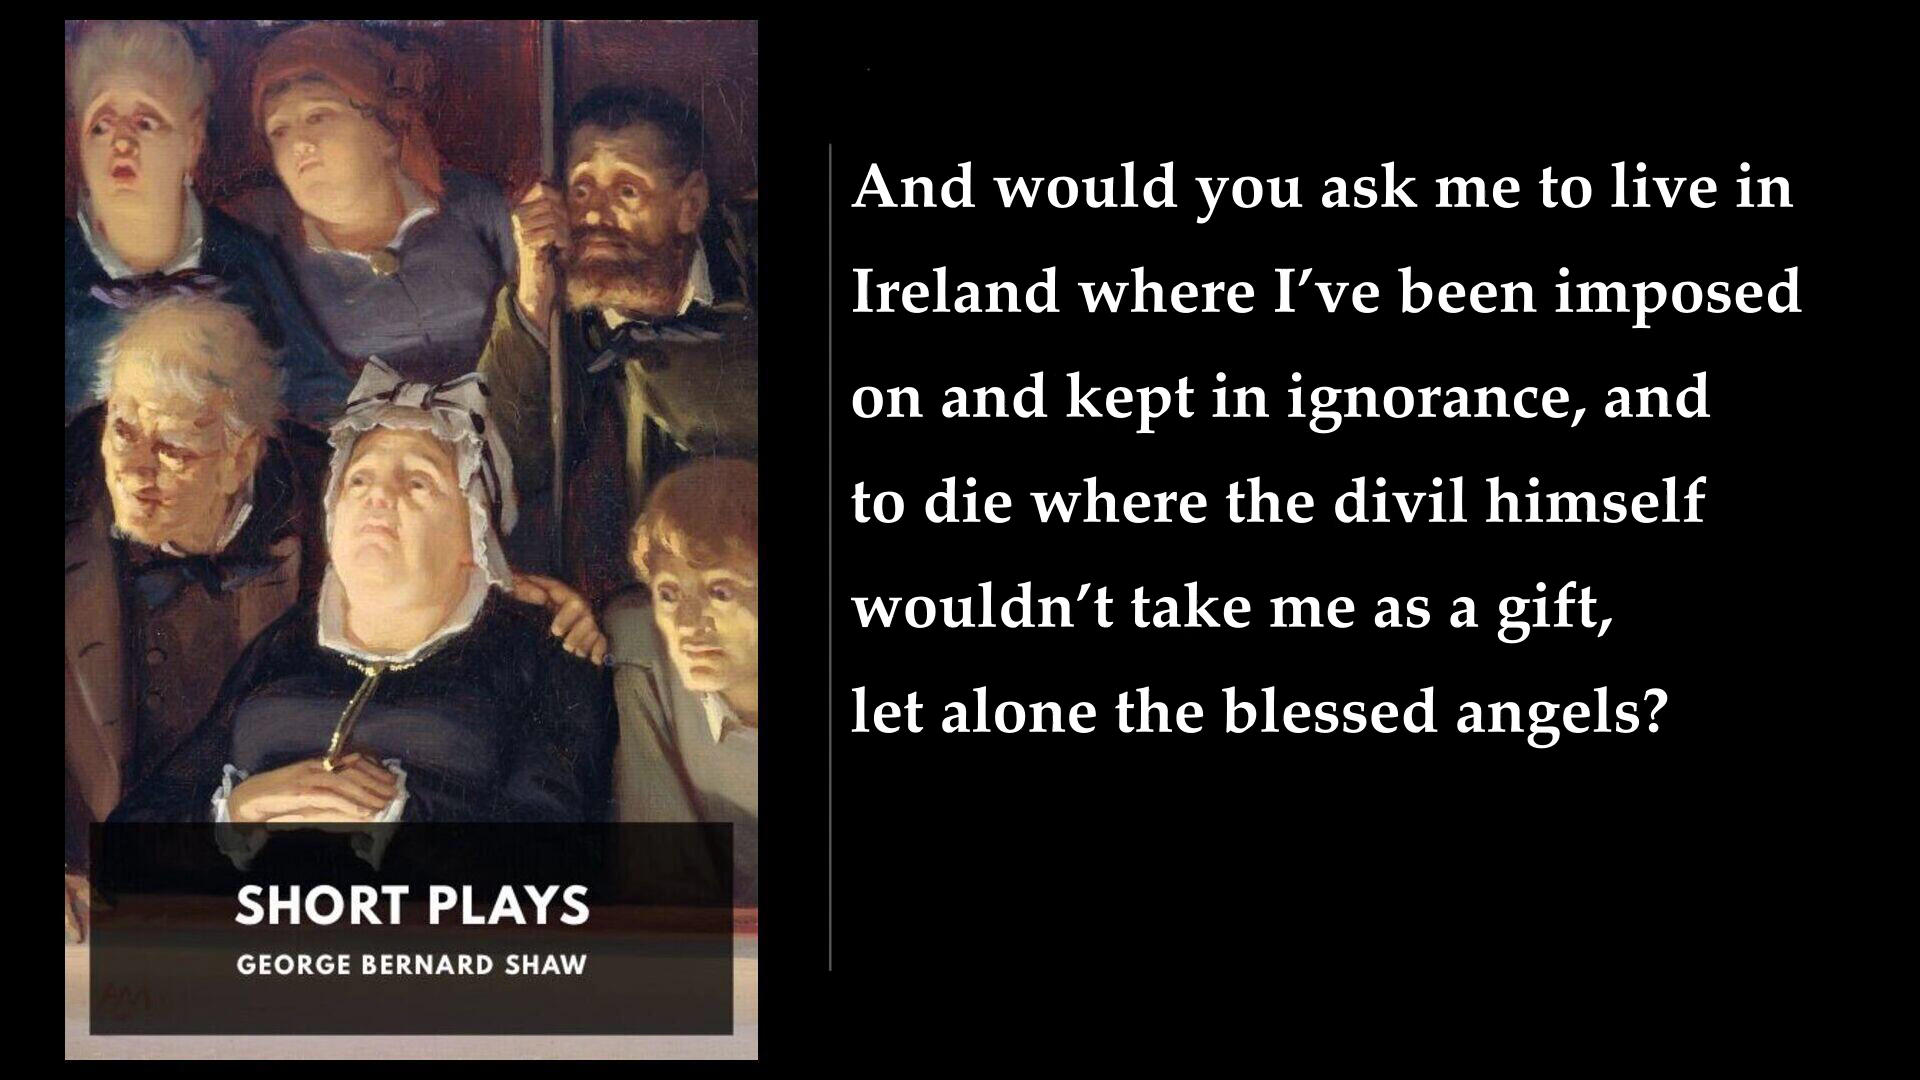 And would you ask me to live in
Ireland where I’ve been imposed
on and kept in ignorance, and
to die where the divil himself
wouldn’t take me as a gift,
let alone the blessed angels?
SHORT PLAYS
GEORGE BERNARD SHAW